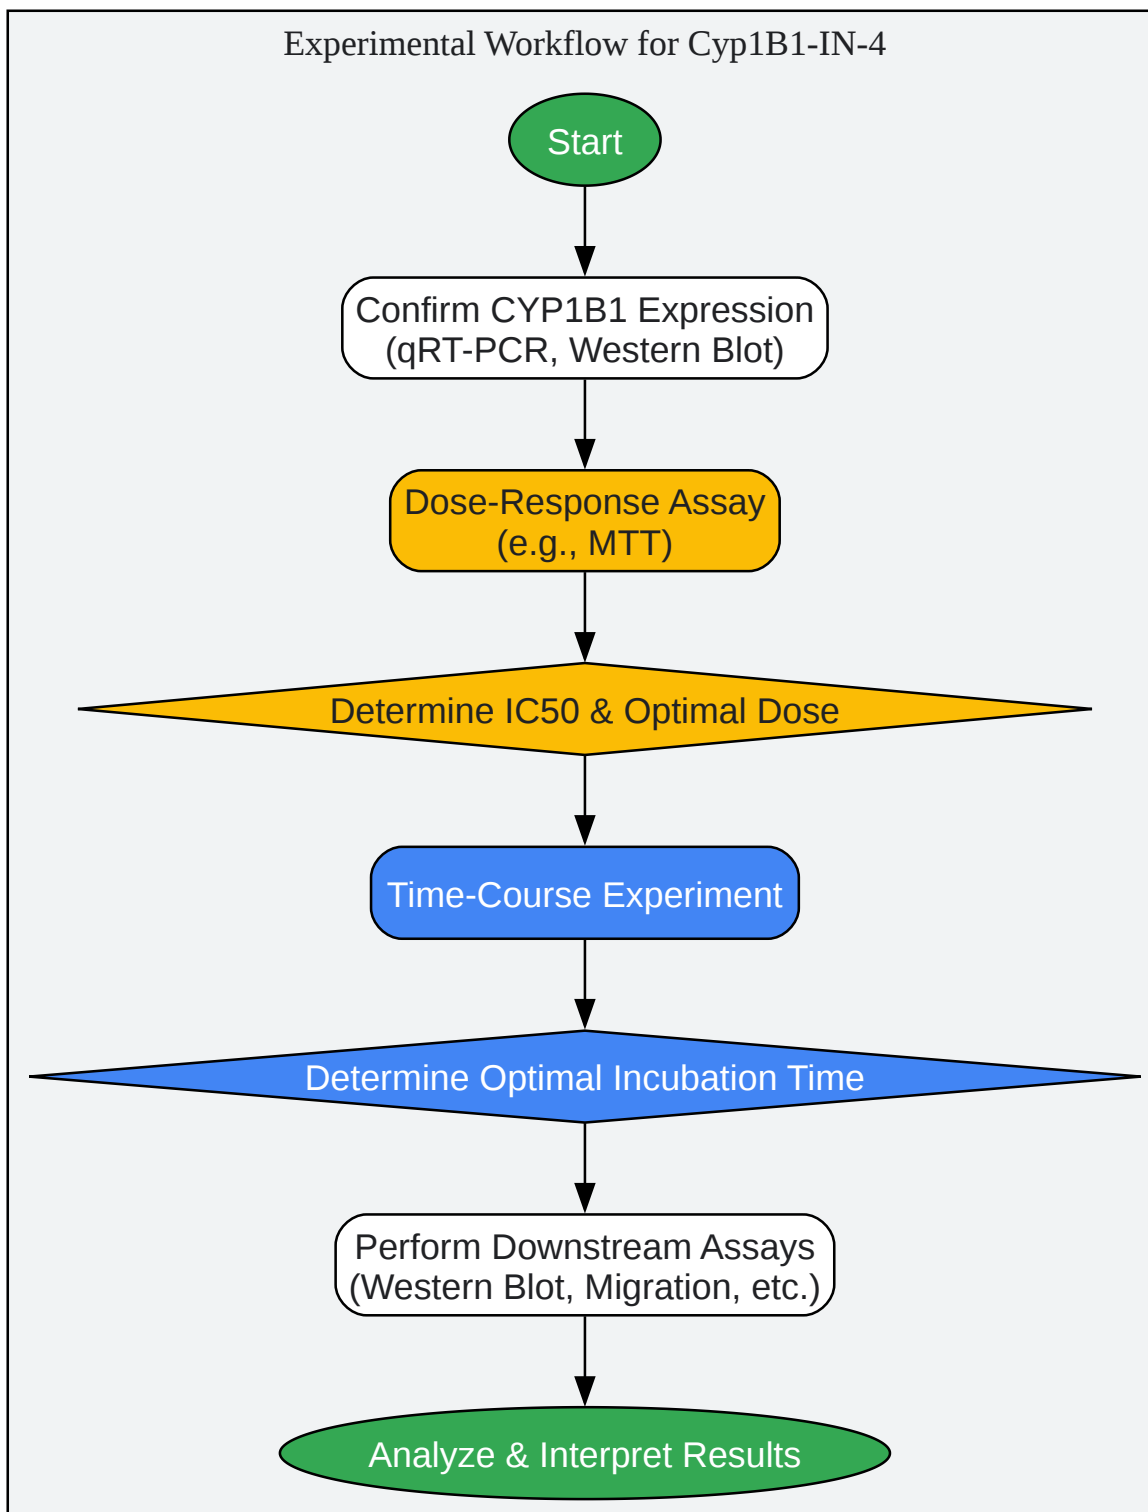 Experimental Workflow for Cyp1B1-IN-4
Start
Confirm CYP1B1 Expression
(qRT-PCR, Western Blot)
Dose-Response Assay
(e.g., MTT)
Determine IC50 & Optimal Dose
Time-Course Experiment
Determine Optimal Incubation Time
Perform Downstream Assays
(Western Blot, Migration, etc.)
Analyze & Interpret Results